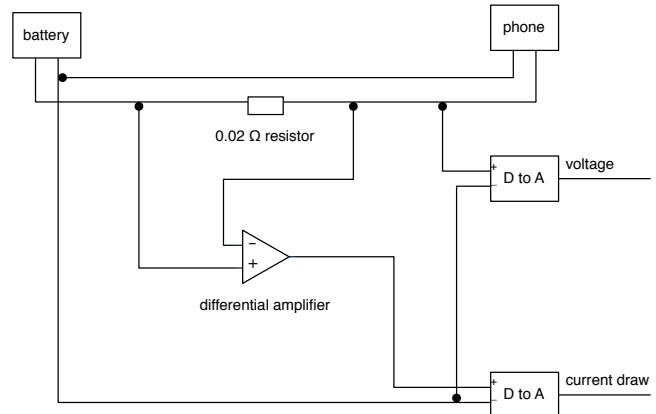 battery
phone
0.02 Ω resistor
+
−
D to A
voltage
−
+
differential amplifier
+
−
D to A
current draw